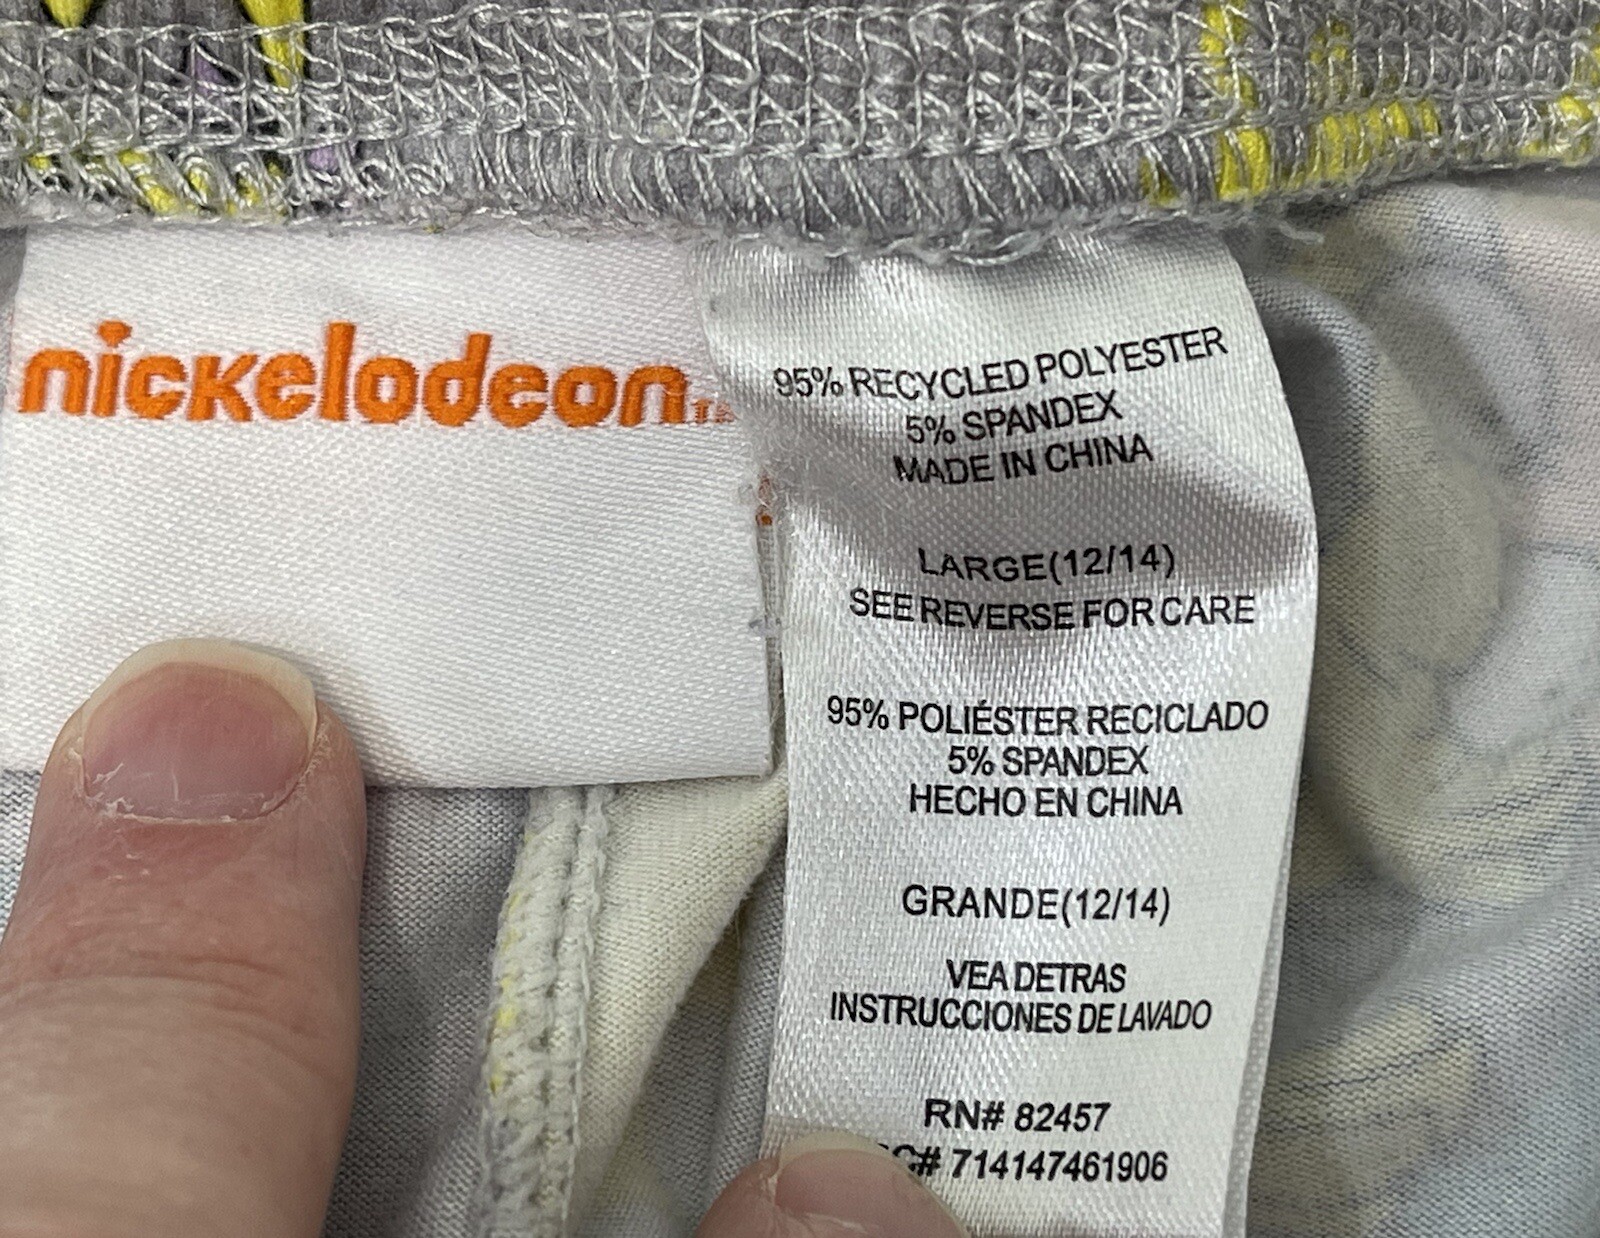 nickelodeon
95% RECYCLED POLYESTER
5% SPANDEX
MADE IN CHINA
LARGE(12/14)
SEE REVERSE FOR CARE
95% POLIÉSTER RECICLADO
5% SPANDEX
HECHO EN CHINA
GRANDE(12/14)
VEA DETRAS
INSTRUCCIONES DE LAVADO
RN# 82457
C# 714147461906